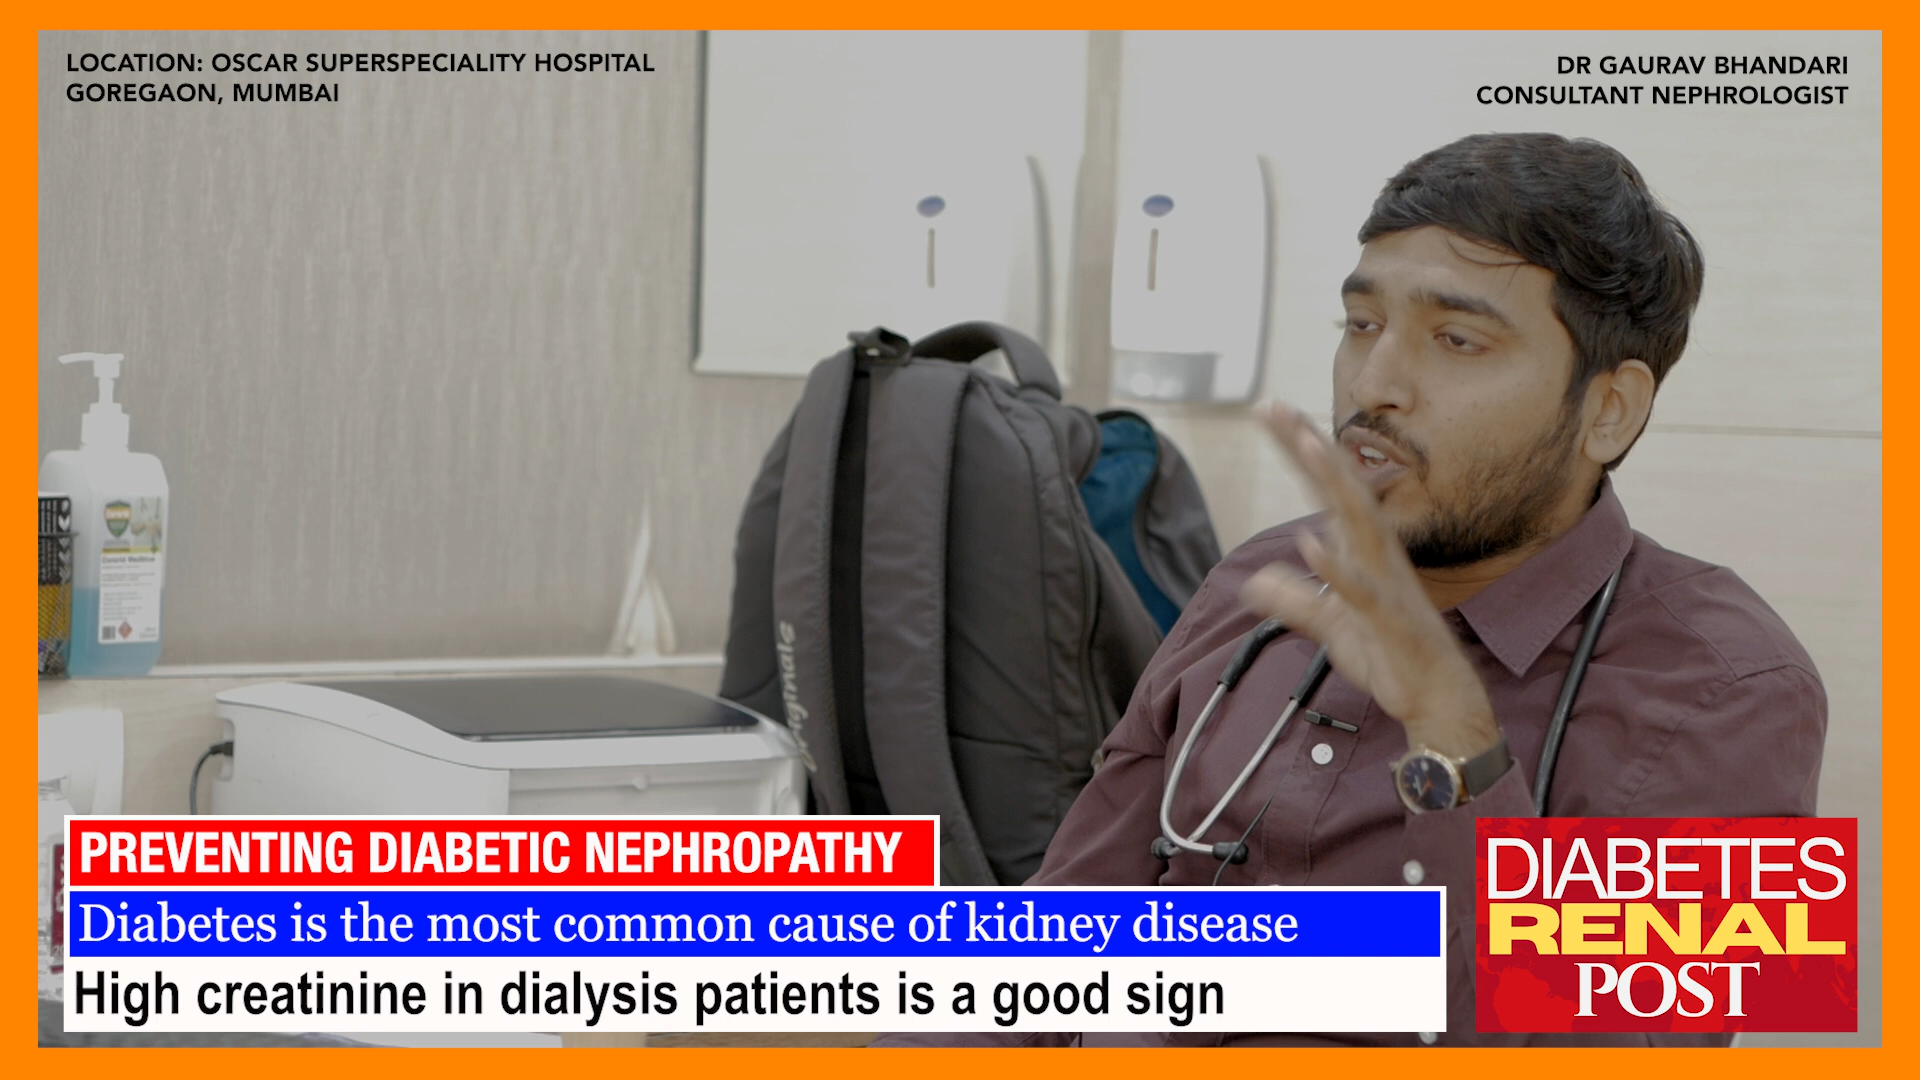 LOCATION: OSCAR SUPERSPECIALITY HOSPITAL
GOREGAON, MUMBAI
DR GAURAV BHANDARI
CONSULTANT NEPHROLOGIST
originals
PREVENTING DIABETIC NEPHROPATHY
Diabetes is the most common cause of kidney disease
High creatinine in dialysis patients is a good sign
DIABETES
RENAL
POST